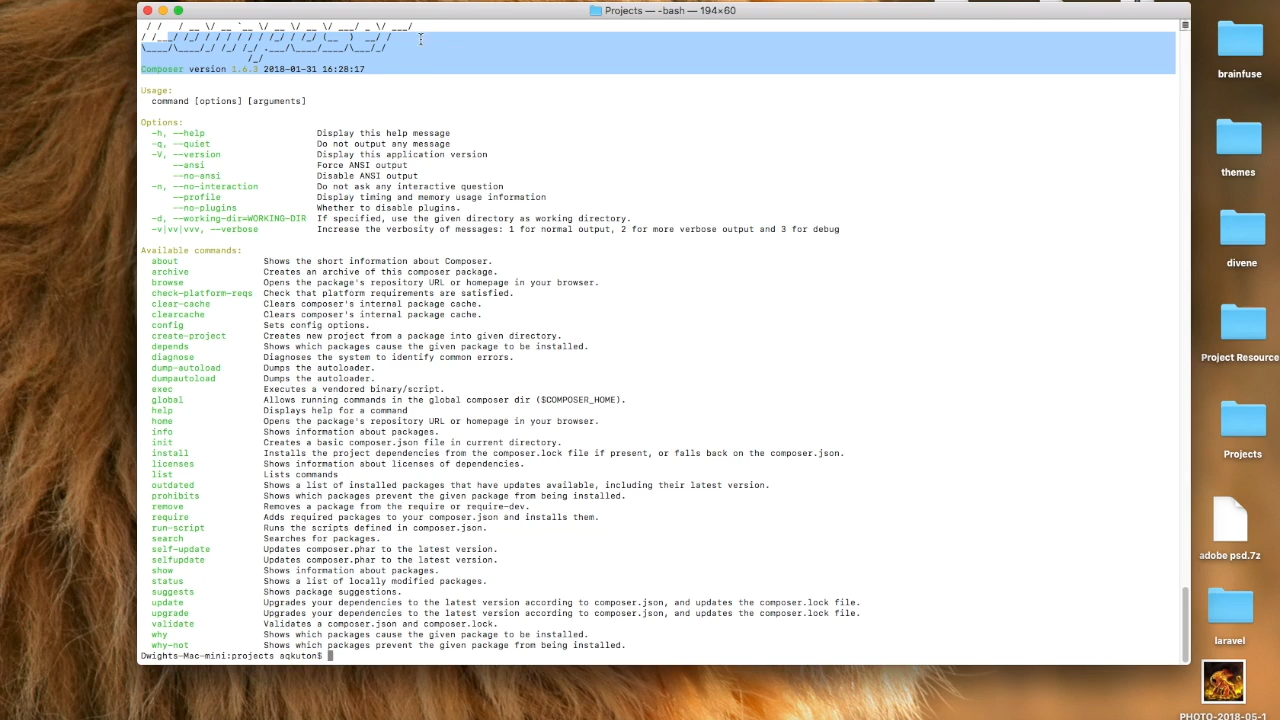 Projects — -bash — 194×60
/ /   / __ \/ __ `__ \/ __ \/ __ \/ ___/ _ \/ ___/
/ /___/ /_/ / / / / / / /_/ / /_/ (__  )  __/ /
\____/\____/_/ /_/ /_/ .___/\____/____/\___/_/
/_/
Composer version 1.6.3 2018-01-31 16:28:17
Usage:
command [options] [arguments]
Options:
-h, --help Display this help message
-q, --quiet Do not output any message
-V, --version Display this application version
--ansi Force ANSI output
--no-ansi Disable ANSI output
-n, --no-interaction Do not ask any interactive question
--profile Display timing and memory usage information
--no-plugins Whether to disable plugins.
-d, --working-dir=WORKING-DIR If specified, use the given directory as working directory.
-v|vv|vvv, --verbose Increase the verbosity of messages: 1 for normal output, 2 for more verbose output and 3 for debug
Available commands:
about Shows the short information about Composer.
archive Creates an archive of this composer package.
browse Opens the package's repository URL or homepage in your browser.
check-platform-reqs Check that platform requirements are satisfied.
clear-cache Clears composer's internal package cache.
clearcache Clears composer's internal package cache.
config Sets config options.
create-project Creates new project from a package into given directory.
depends Shows which packages cause the given package to be installed.
diagnose Diagnoses the system to identify common errors.
dump-autoload Dumps the autoloader.
dumpautoload Dumps the autoloader.
exec Executes a vendored binary/script.
global Allows running commands in the global composer dir ($COMPOSER_HOME).
help Displays help for a command
home Opens the package's repository URL or homepage in your browser.
info Shows information about packages.
init Creates a basic composer.json file in current directory.
install Installs the project dependencies from the composer.lock file if present, or falls back on the composer.json.
licenses Shows information about licenses of dependencies.
list Lists commands
outdated Shows a list of installed packages that have updates available, including their latest version.
prohibits Shows which packages prevent the given package from being installed.
remove Removes a package from the require or require-dev.
require Adds required packages to your composer.json and installs them.
run-script Runs the scripts defined in composer.json.
search Searches for packages.
self-update Updates composer.phar to the latest version.
selfupdate Updates composer.phar to the latest version.
show Shows information about packages.
status Shows a list of locally modified packages.
suggests Shows package suggestions.
update Upgrades your dependencies to the latest version according to composer.json, and updates the composer.lock file.
upgrade Upgrades your dependencies to the latest version according to composer.json, and updates the composer.lock file.
validate Validates a composer.json and composer.lock.
why Shows which packages cause the given package to be installed.
why-not Shows which packages prevent the given package from being installed.
Dwights-Mac-mini:projects aqkuton$
brainfuse
themes
divene
Project Resource
Projects
adobe psd.7z
laravel
PHOTO-2018-05-1